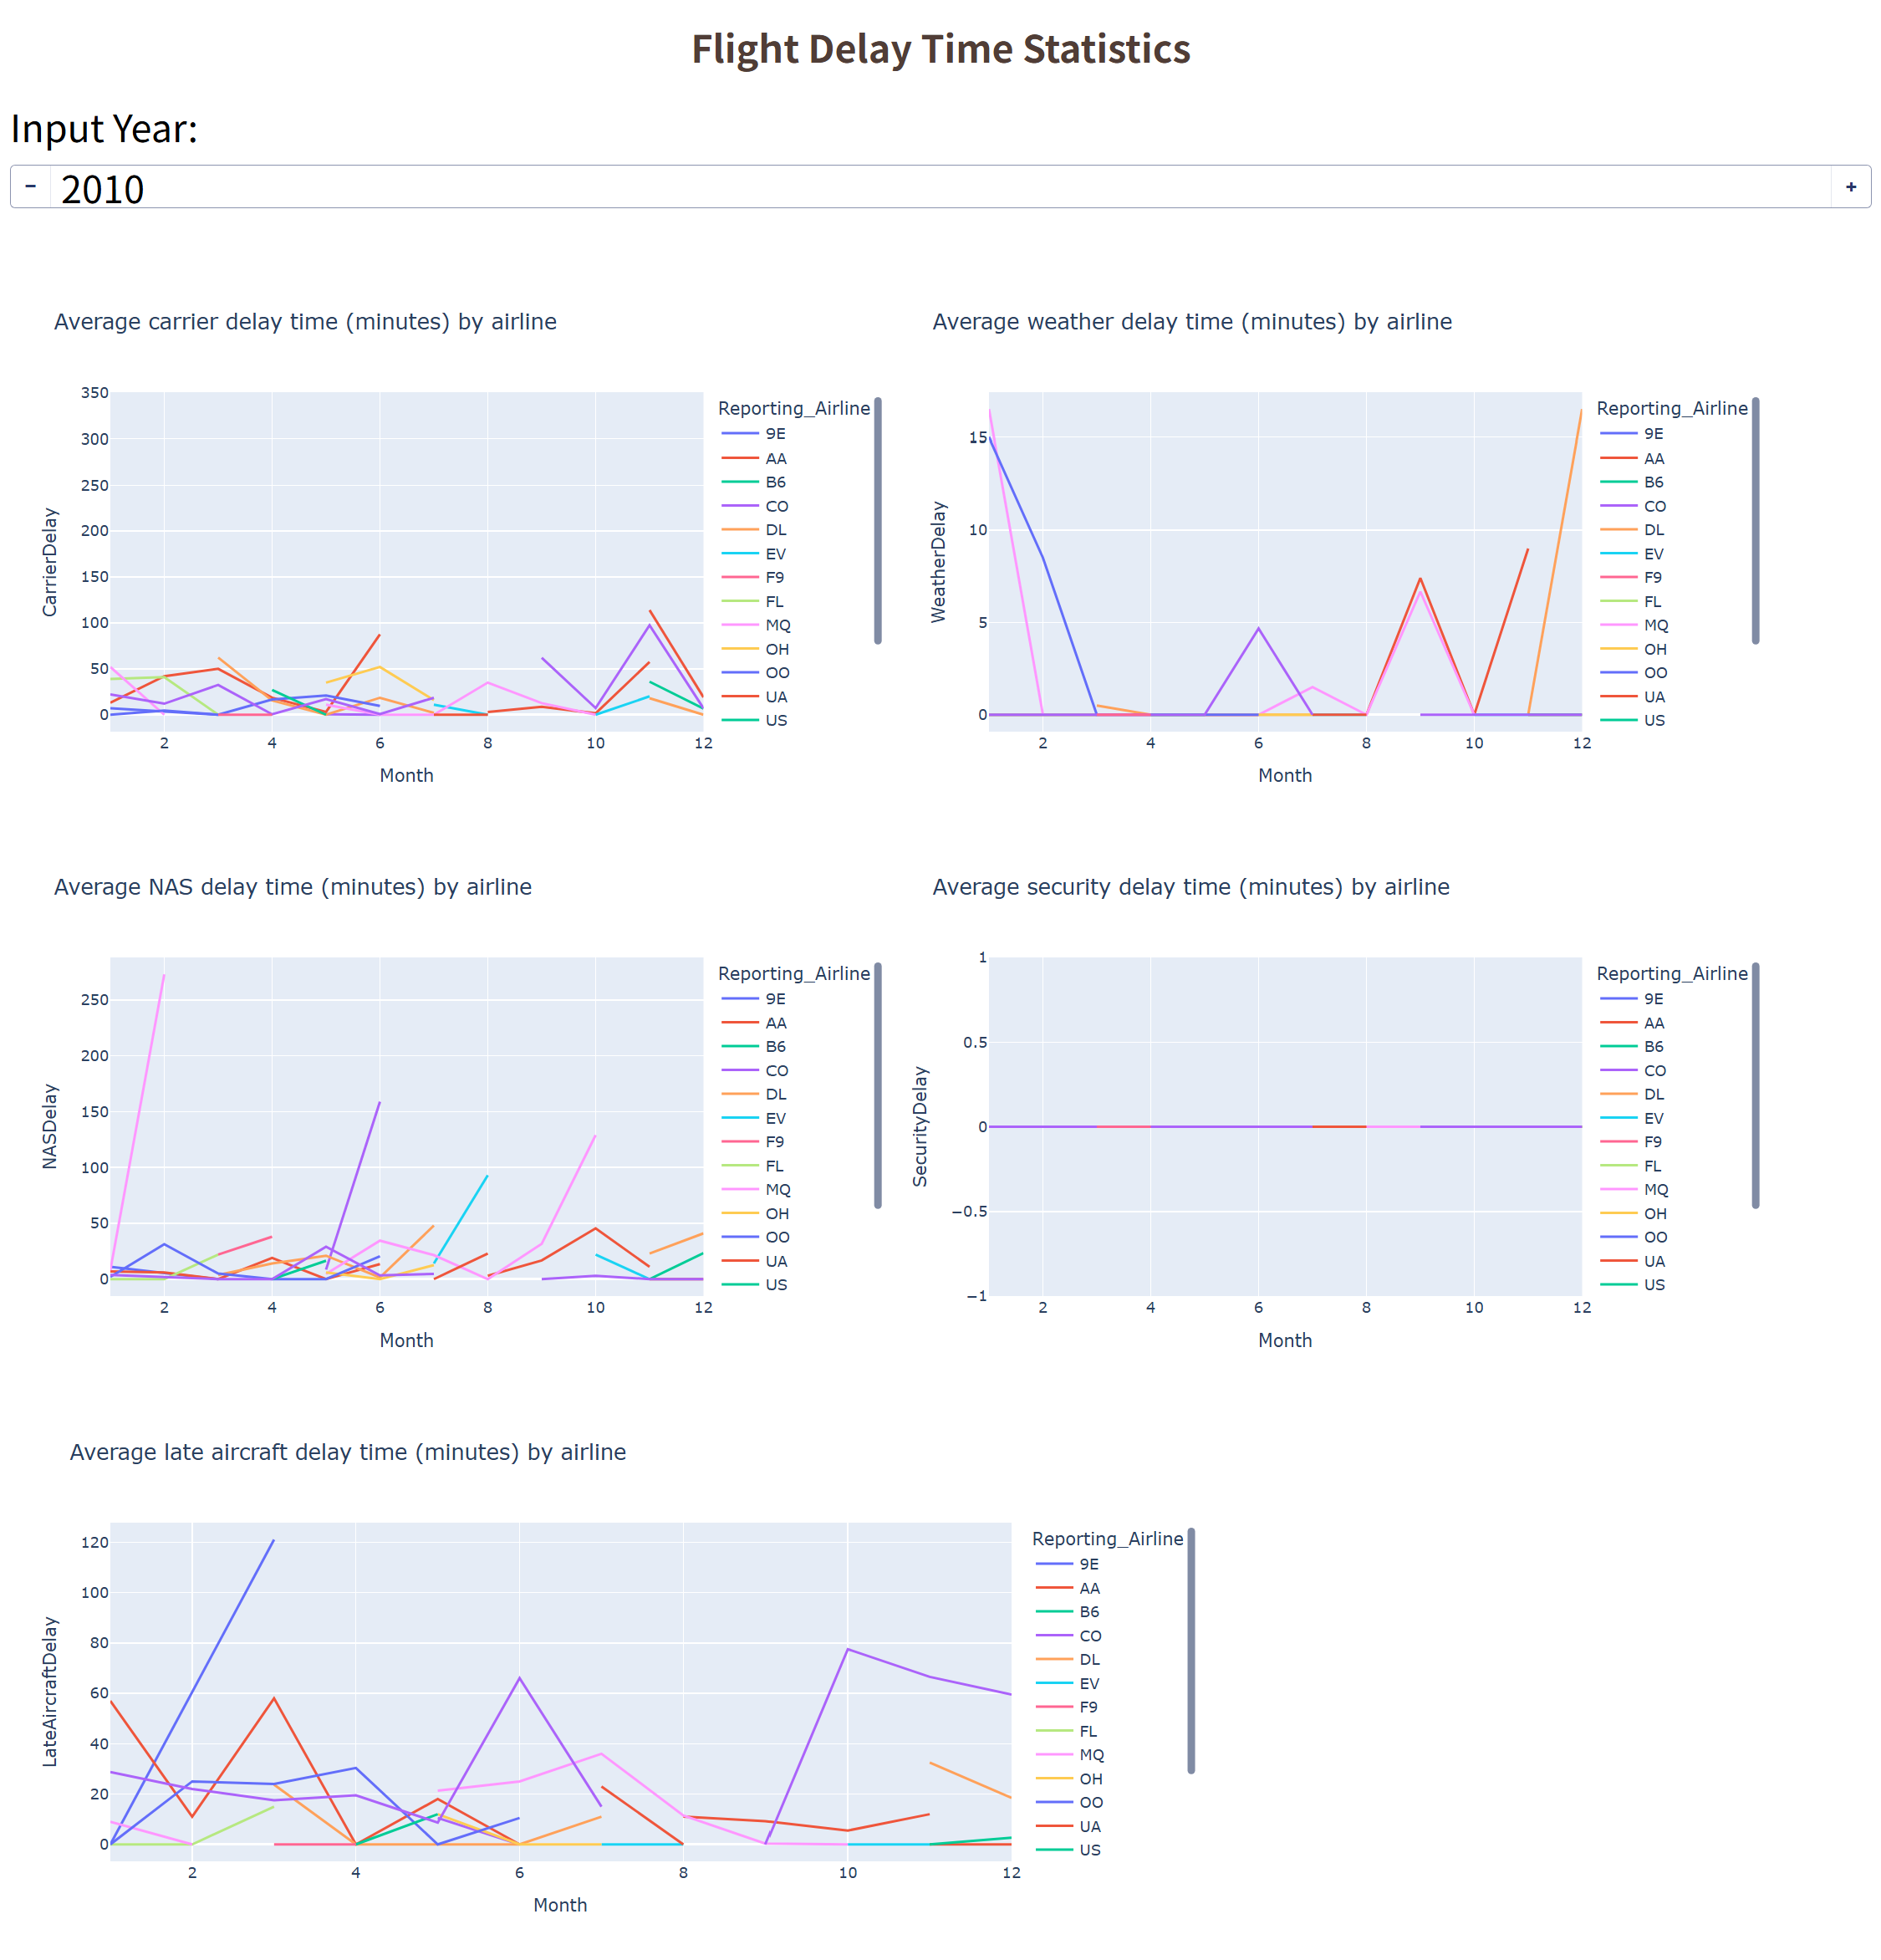 Flight Delay Time Statistics
Input Year:
- 2010 +
Average carrier delay time (minutes) by airline
CarrierDelay
350
300
250
200
150
100
50
0
2 4 6 8 10 12
Month
Reporting_Airline
9E
AA
B6
CO
DL
EV
F9
FL
MQ
OH
OO
UA
US
Average weather delay time (minutes) by airline
WeatherDelay
15
10
5
0
2 4 6 8 10 12
Month
Reporting_Airline
9E
AA
B6
CO
DL
EV
F9
FL
MQ
OH
OO
UA
US
Average NAS delay time (minutes) by airline
NASDelay
250
200
150
100
50
0
2 4 6 8 10 12
Month
Reporting_Airline
9E
AA
B6
CO
DL
EV
F9
FL
MQ
OH
OO
UA
US
Average security delay time (minutes) by airline
SecurityDelay
1
0.5
0
−0.5
−1
2 4 6 8 10 12
Month
Reporting_Airline
9E
AA
B6
CO
DL
EV
F9
FL
MQ
OH
OO
UA
US
Average late aircraft delay time (minutes) by airline
LateAircraftDelay
120
100
80
60
40
20
0
2 4 6 8 10 12
Month
Reporting_Airline
9E
AA
B6
CO
DL
EV
F9
FL
MQ
OH
OO
UA
US